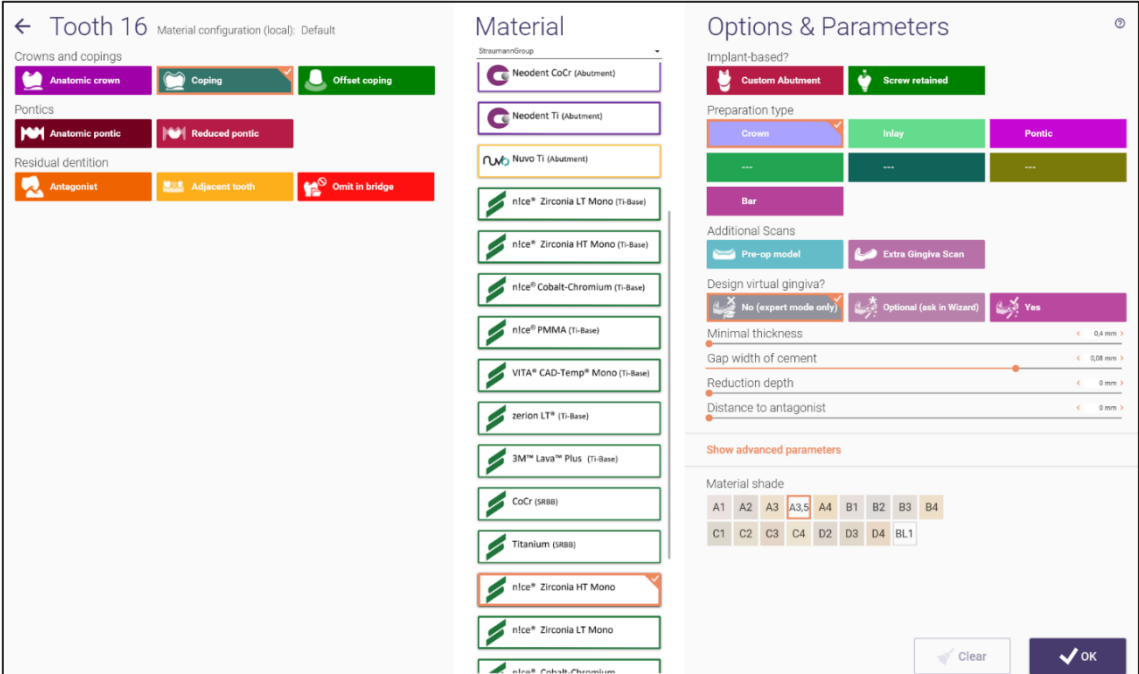 Tooth 16 Material configuration (local): Default
Crowns and copings
Anatomic crown
Coping
Offset coping
Pontics
Anatomic pontic
Reduced pontic
Residual dentition
Antagonist
Adjacent tooth
Omit in bridge
Material
StraumannGroup
Neodent CoCr (Abutment)
Neodent Ti (Abutment)
nuvo Nuvo Ti (Abutment)
n!ce® Zirconia LT Mono (Ti-Base)
n!ce® Zirconia HT Mono (Ti-Base)
n!ce® Cobalt-Chromium (Ti-Base)
n!ce® PMMA (Ti-Base)
VITA® CAD-Temp® Mono (Ti-Base)
zerion LT® (Ti-Base)
3M™ Lava™ Plus (Ti-Base)
CoCr (SRBB)
Titanium (SRBB)
n!ce® Zirconia HT Mono
n!ce® Zirconia LT Mono
n!ce® Cobalt-Chromium
Options & Parameters
Implant-based?
Custom Abutment
Screw retained
Preparation type
Crown
Inlay
Pontic
---
---
---
Bar
Additional Scans
Pre-op model
Extra Gingiva Scan
Design virtual gingiva?
No (expert mode only)
Optional (ask in Wizard)
Yes
Minimal thickness < 0,4 mm >
Gap width of cement < 0,08 mm >
Reduction depth < 0 mm >
Distance to antagonist < 0 mm >
Show advanced parameters
Material shade
A1 A2 A3 A3,5 A4 B1 B2 B3 B4
C1 C2 C3 C4 D2 D3 D4 BL1
Clear
OK